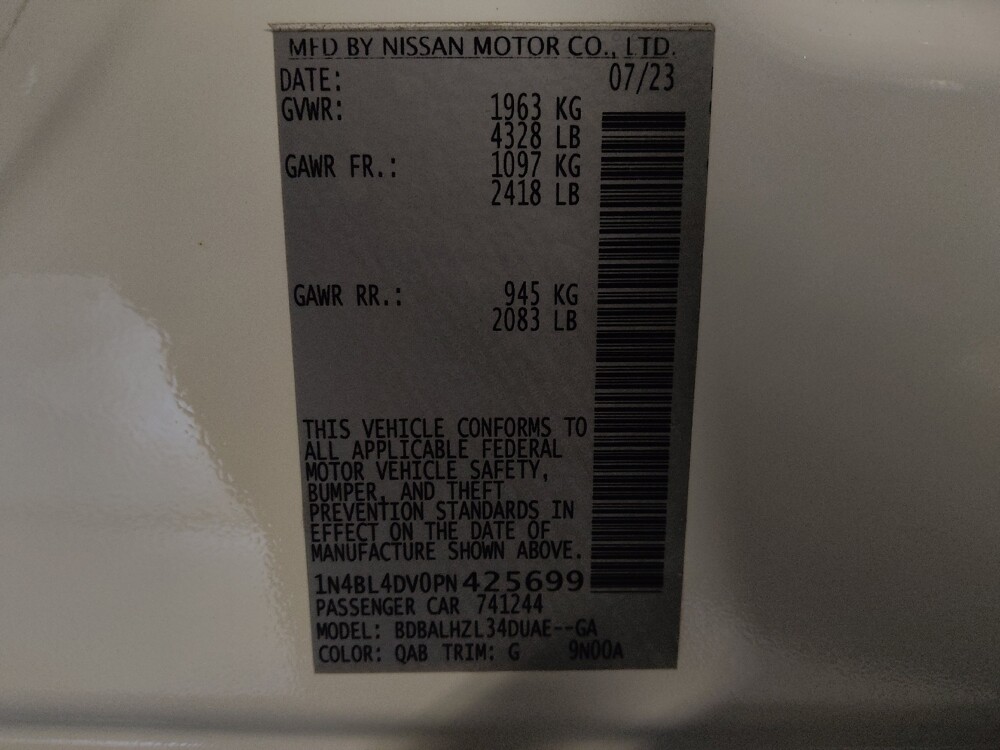 MFD BY NISSAN MOTOR CO., LTD.
DATE: 07/23
GVWR: 1963 KG
4328 LB
GAWR FR.: 1097 KG
2418 LB
GAWR RR.: 945 KG
2083 LB
THIS VEHICLE CONFORMS TO
ALL APPLICABLE FEDERAL
MOTOR VEHICLE SAFETY,
BUMPER, AND THEFT
PREVENTION STANDARDS IN
EFFECT ON THE DATE OF
MANUFACTURE SHOWN ABOVE.
1N4BL4DV0PN425699
PASSENGER CAR 741244
MODEL: BDBALHZL34DUAE--GA
COLOR: QAB TRIM: G 9N00A